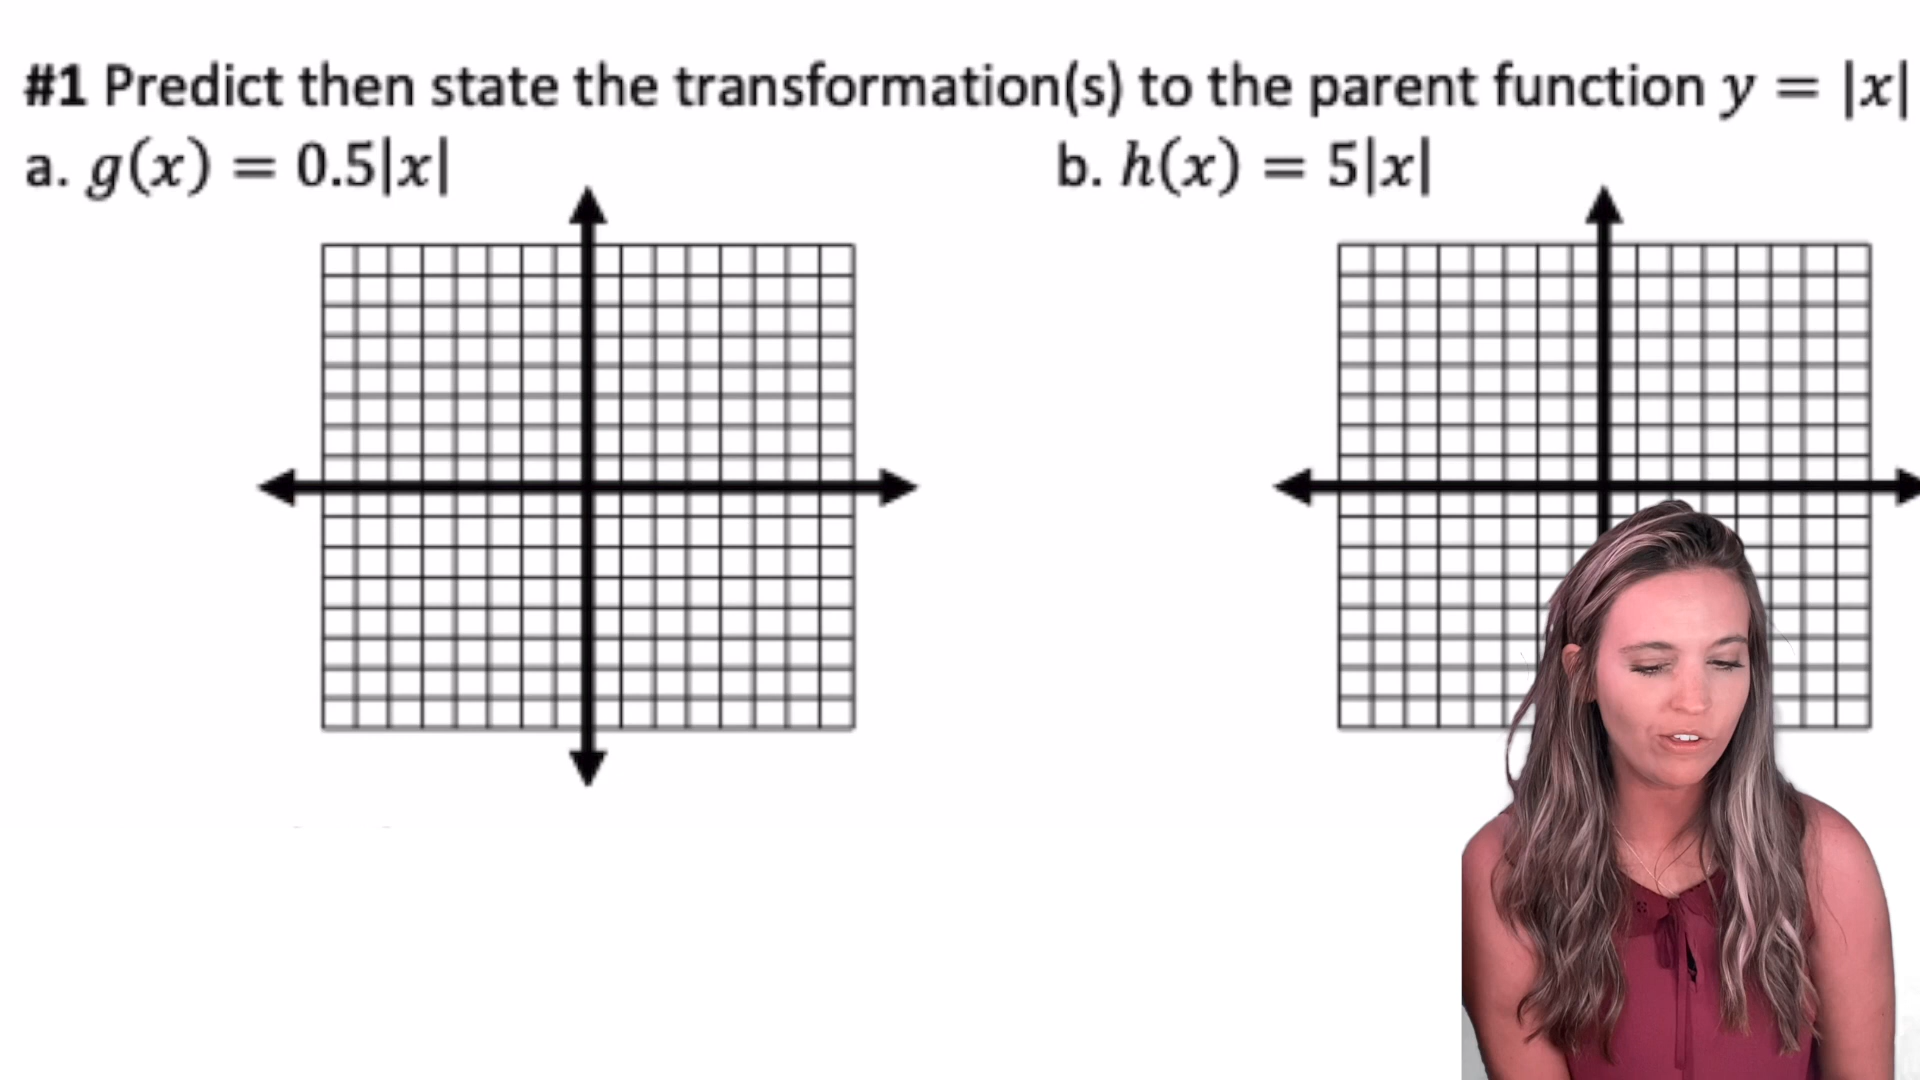 #1 Predict then state the transformation(s) to the parent function y = |x|
a. g(x) = 0.5|x|
b. h(x) = 5|x|